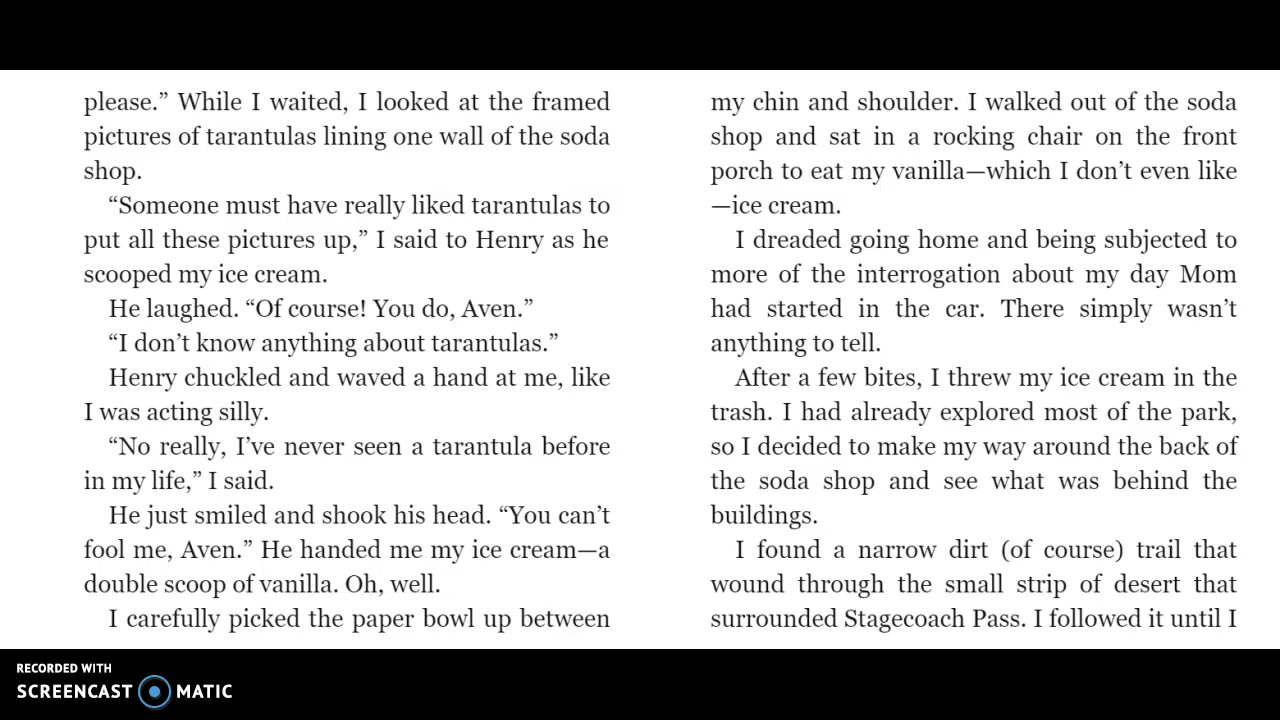 please.” While I waited, I looked at the framed
pictures of tarantulas lining one wall of the soda
shop.
“Someone must have really liked tarantulas to
put all these pictures up,” I said to Henry as he
scooped my ice cream.
He laughed. “Of course! You do, Aven.”
“I don’t know anything about tarantulas.”
Henry chuckled and waved a hand at me, like
I was acting silly.
“No really, I’ve never seen a tarantula before
in my life,” I said.
He just smiled and shook his head. “You can’t
fool me, Aven.” He handed me my ice cream—a
double scoop of vanilla. Oh, well.
I carefully picked the paper bowl up between
my chin and shoulder. I walked out of the soda
shop and sat in a rocking chair on the front
porch to eat my vanilla—which I don’t even like
—ice cream.
I dreaded going home and being subjected to
more of the interrogation about my day Mom
had started in the car. There simply wasn’t
anything to tell.
After a few bites, I threw my ice cream in the
trash. I had already explored most of the park,
so I decided to make my way around the back of
the soda shop and see what was behind the
buildings.
I found a narrow dirt (of course) trail that
wound through the small strip of desert that
surrounded Stagecoach Pass. I followed it until I
RECORDED WITH
SCREENCAST MATIC